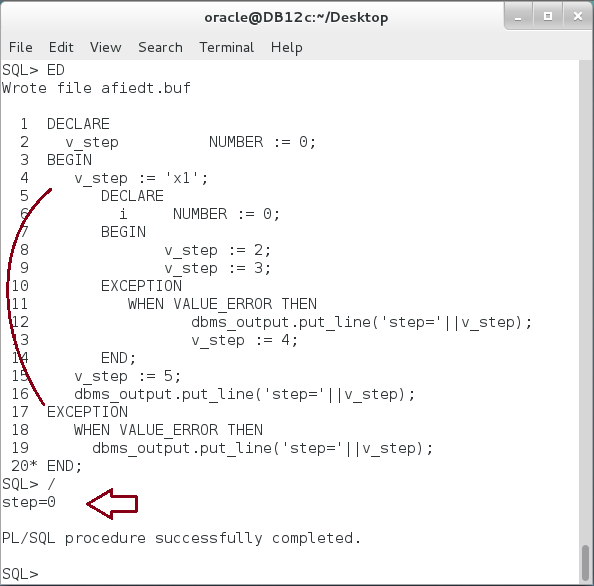 oracle@DB12c:~/Desktop
File Edit View Search Terminal Help
SQL> ED
Wrote file afiedt.buf
1 DECLARE
2 v_step NUMBER := 0;
3 BEGIN
4 v_step := 'x1';
5 DECLARE
6 i NUMBER := 0;
7 BEGIN
8 v_step := 2;
9 v_step := 3;
10 EXCEPTION
11 WHEN VALUE_ERROR THEN
12 dbms_output.put_line('step='||v_step);
13 v_step := 4;
14 END;
15 v_step := 5;
16 dbms_output.put_line('step='||v_step);
17 EXCEPTION
18 WHEN VALUE_ERROR THEN
19 dbms_output.put_line('step='||v_step);
20* END;
SQL> /
step=0
PL/SQL procedure successfully completed.
SQL>